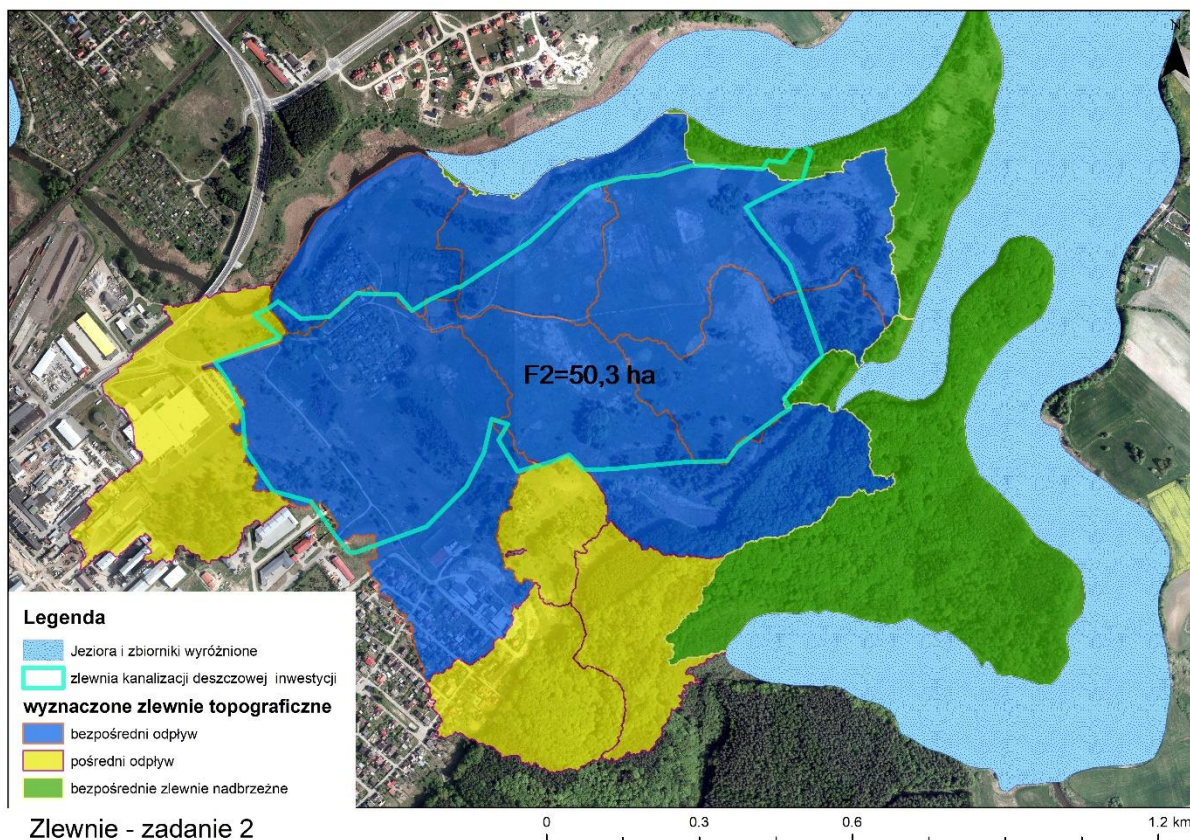 N
F2=50,3 ha
Legenda
Jeziora i zbiorniki wyróżnione
zlewnia kanalizacji deszczowej inwestycji
wyznaczone zlewnie topograficzne
bezpośredni odpływ
pośredni odpływ
bezpośrednie zlewnie nadbrzeżne
Zlewnie - zadanie 2
0 0.3 0.6 1.2 km